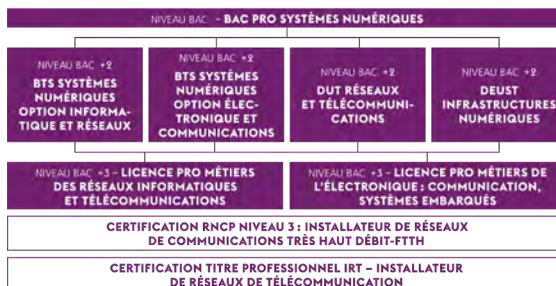 NIVEAU BAC – BAC PRO SYSTÈMES NUMÉRIQUES
NIVEAU BAC +2
BTS SYSTÈMES
NUMÉRIQUES
OPTION INFORMA-
TIQUE ET RÉSEAUX
NIVEAU BAC +2
BTS SYSTÈMES
NUMÉRIQUES
OPTION ÉLEC-
TRONIQUE ET
COMMUNICATIONS
NIVEAU BAC +2
DUT RÉSEAUX
ET TÉLÉCOMMUNI-
CATIONS
NIVEAU BAC +2
DEUST
INFRASTRUCTURES
NUMÉRIQUES
NIVEAU BAC +3 – LICENCE PRO MÉTIERS
DES RÉSEAUX INFORMATIQUES
ET TÉLÉCOMMUNICATIONS
NIVEAU BAC +3 – LICENCE PRO MÉTIERS DE
L'ÉLECTRONIQUE : COMMUNICATION,
SYSTÈMES EMBARQUÉS
CERTIFICATION RNCP NIVEAU 3 : INSTALLATEUR DE RÉSEAUX
DE COMMUNICATIONS TRÈS HAUT DÉBIT-FTTH
CERTIFICATION TITRE PROFESSIONNEL IRT – INSTALLATEUR
DE RÉSEAUX DE TÉLÉCOMMUNICATION